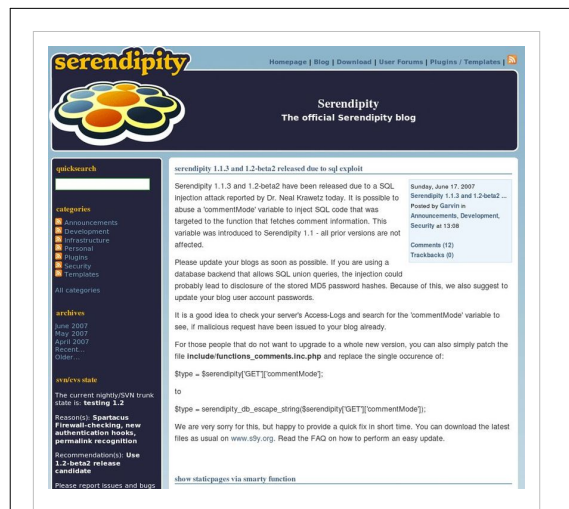 serendipity
Homepage | Blog | Download | User Forums | Plugins / Templates |
Serendipity
The official Serendipity blog
quicksearch
categories
Announcements
Development
Infrastructure
Personal
Plugins
Security
Templates
All categories
archives
June 2007
May 2007
April 2007
Recent...
Older...
svn/cvs state
The current nightly/SVN trunk
state is: testing 1.2
Reason(s): Spartacus
Firewall-checking, new
authentication hooks,
permalink recognition
Recommendation(s): Use
1.2-beta2 release
candidate
Please report issues and bugs
serendipity 1.1.3 and 1.2-beta2 released due to sql exploit
Sunday, June 17. 2007
Serendipity 1.1.3 and 1.2-beta2 ...
Posted by Garvin in
Announcements, Development,
Security at 13:08
Comments (12)
Trackbacks (0)
Serendipity 1.1.3 and 1.2-beta2 have been released due to a SQL
injection attack reported by Dr. Neal Krawetz today. It is possible to
abuse a 'commentMode' variable to inject SQL code that was
targeted to the function that fetches comment information. This
variable was introduced to Serendipity 1.1 - all prior versions are not
affected.
Please update your blogs as soon as possible. If you are using a
database backend that allows SQL union queries, the injection could
probably lead to disclosure of the stored MD5 password hashes. Because of this, we also suggest to
update your blog user account passwords.
It is a good idea to check your server's Access-Logs and search for the 'commentMode' variable to
see, if malicious request have been issued to your blog already.
For those people that do not want to upgrade to a whole new version, you can also simply patch the
file include/functions_comments.inc.php and replace the single occurence of:
$type = $serendipity['GET']['commentMode'];
to
$type = serendipity_db_escape_string($serendipity['GET']['commentMode']);
We are very sorry for this, but happy to provide a quick fix in short time. You can download the latest
files as usual on www.s9y.org. Read the FAQ on how to perform an easy update.
show staticpages via smarty function